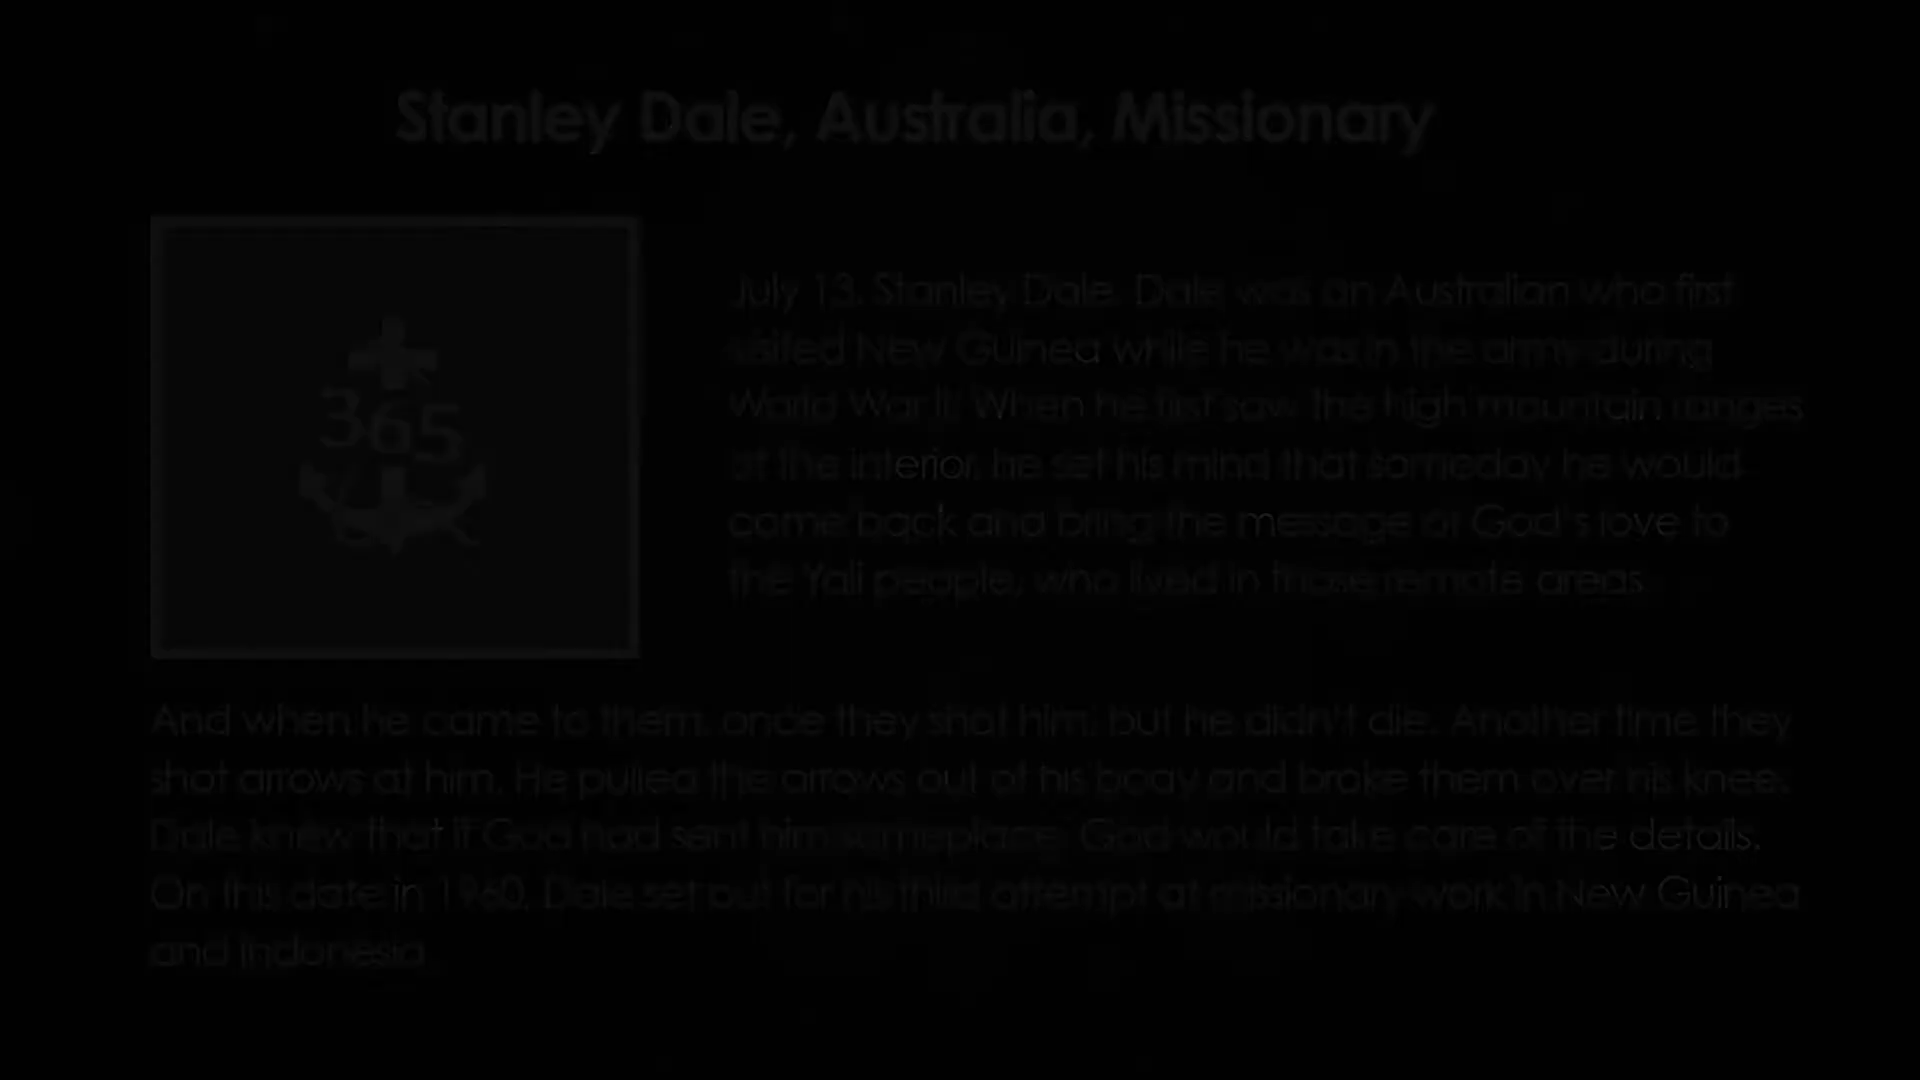 Stanley Dale, Australia, Missionary
365
July 13. Stanley Dale. Dale was an Australian who first
visited New Guinea while he was in the army during
World War II. When he first saw the high mountain ranges
of the interior, he set his mind that someday he would
come back and bring the message of God's love to
the Yali people, who lived in those remote areas.
And when he came to them, once they shot him, but he didn't die. Another time they
shot arrows at him. He pulled the arrows out of his body and broke them over his knee.
Dale knew that if God had sent him someplace, God would take care of the details.
On this date in 1960, Dale set out for his third attempt at missionary work in New Guinea
and Indonesia.